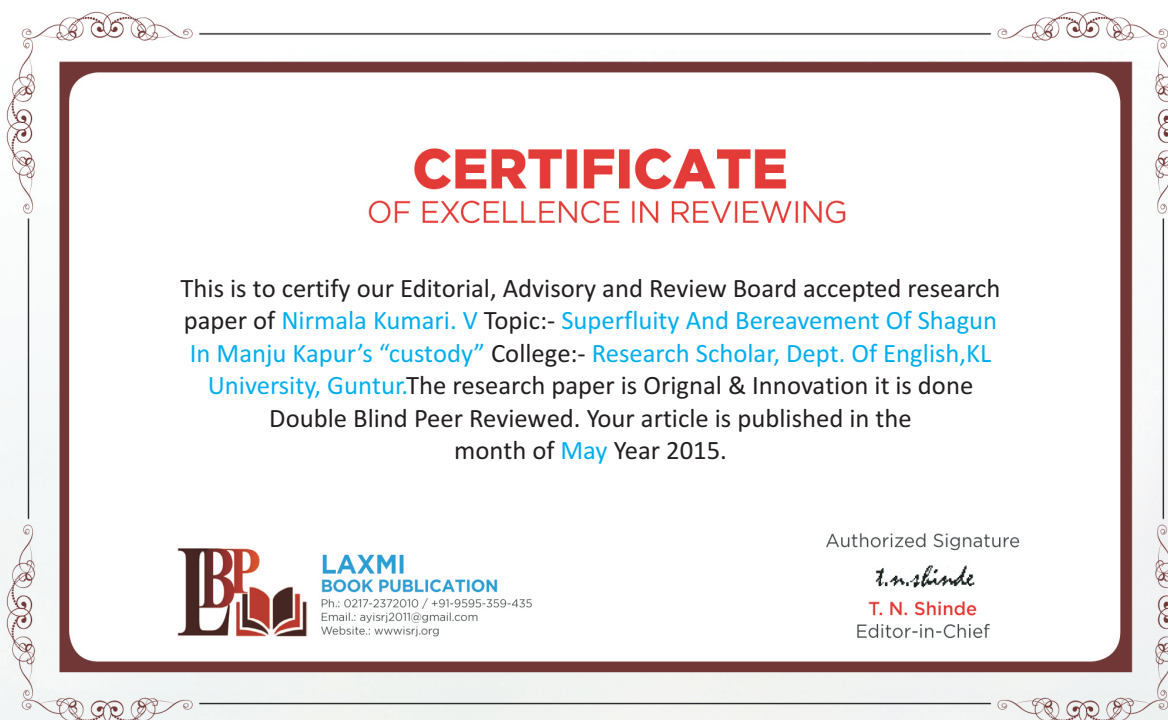 CERTIFICATE
OF EXCELLENCE IN REVIEWING
This is to certify our Editorial, Advisory and Review Board accepted research
paper of Nirmala Kumari. V Topic:- Superfluity And Bereavement Of Shagun
In Manju Kapur’s “custody” College:- Research Scholar, Dept. Of English,KL
University, Guntur.The research paper is Orignal & Innovation it is done
Double Blind Peer Reviewed. Your article is published in the
month of May Year 2015.
LBP
LAXMI
BOOK PUBLICATION
Ph.: 0217-2372010 / +91-9595-359-435
Email.: ayisrj2011@gmail.com
Website.: wwwisrj.org
Authorized Signature
t.n.shinde
T. N. Shinde
Editor-in-Chief